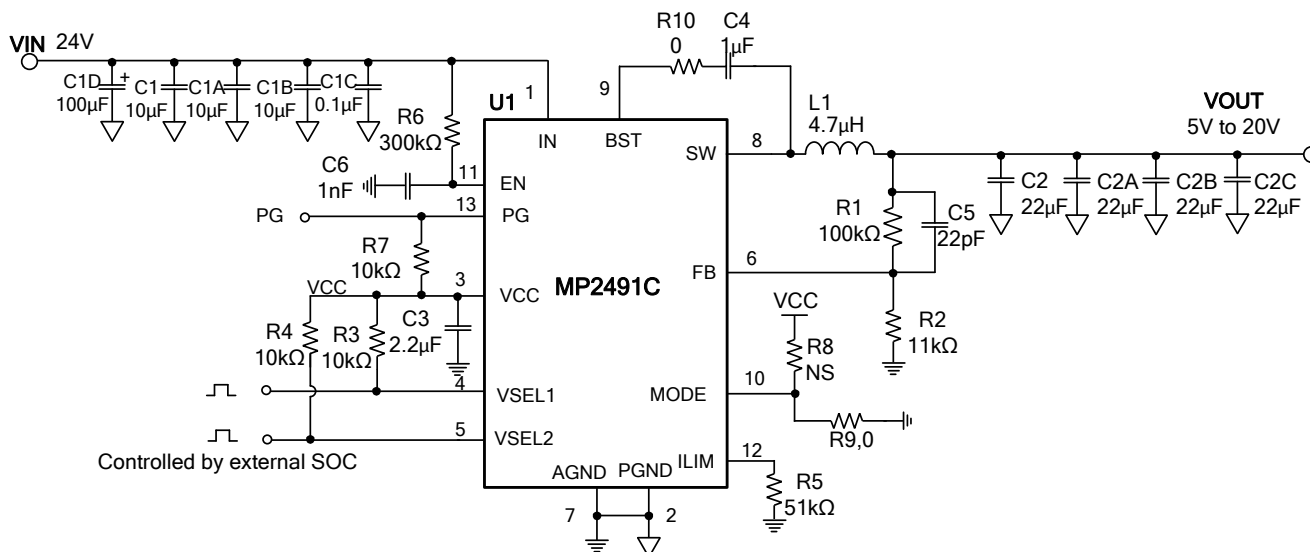 VIN 24V
C1D
100µF
+
C1
10µF
C1A
10µF
C1B
10µF
C1C
0.1µF
R10
0
C4
1µF
1
9
U1
R6
300kΩ
IN
BST
L1
4.7µH
VOUT
5V to 20V
SW
8
C6
1nF
11
EN
PG
13
PG
C2
22µF
C2A
22µF
C2B
22µF
C2C
22µF
R1
100kΩ
C5
22pF
R7
10kΩ
FB
6
VCC
3
VCC
MP2491C
R4
10kΩ
R3
10kΩ
C3
2.2µF
VCC
R8
NS
R2
11kΩ
4
VSEL1
MODE
10
R9,0
5
VSEL2
Controlled by external SOC
AGND
PGND
ILIM
12
R5
51kΩ
7
2